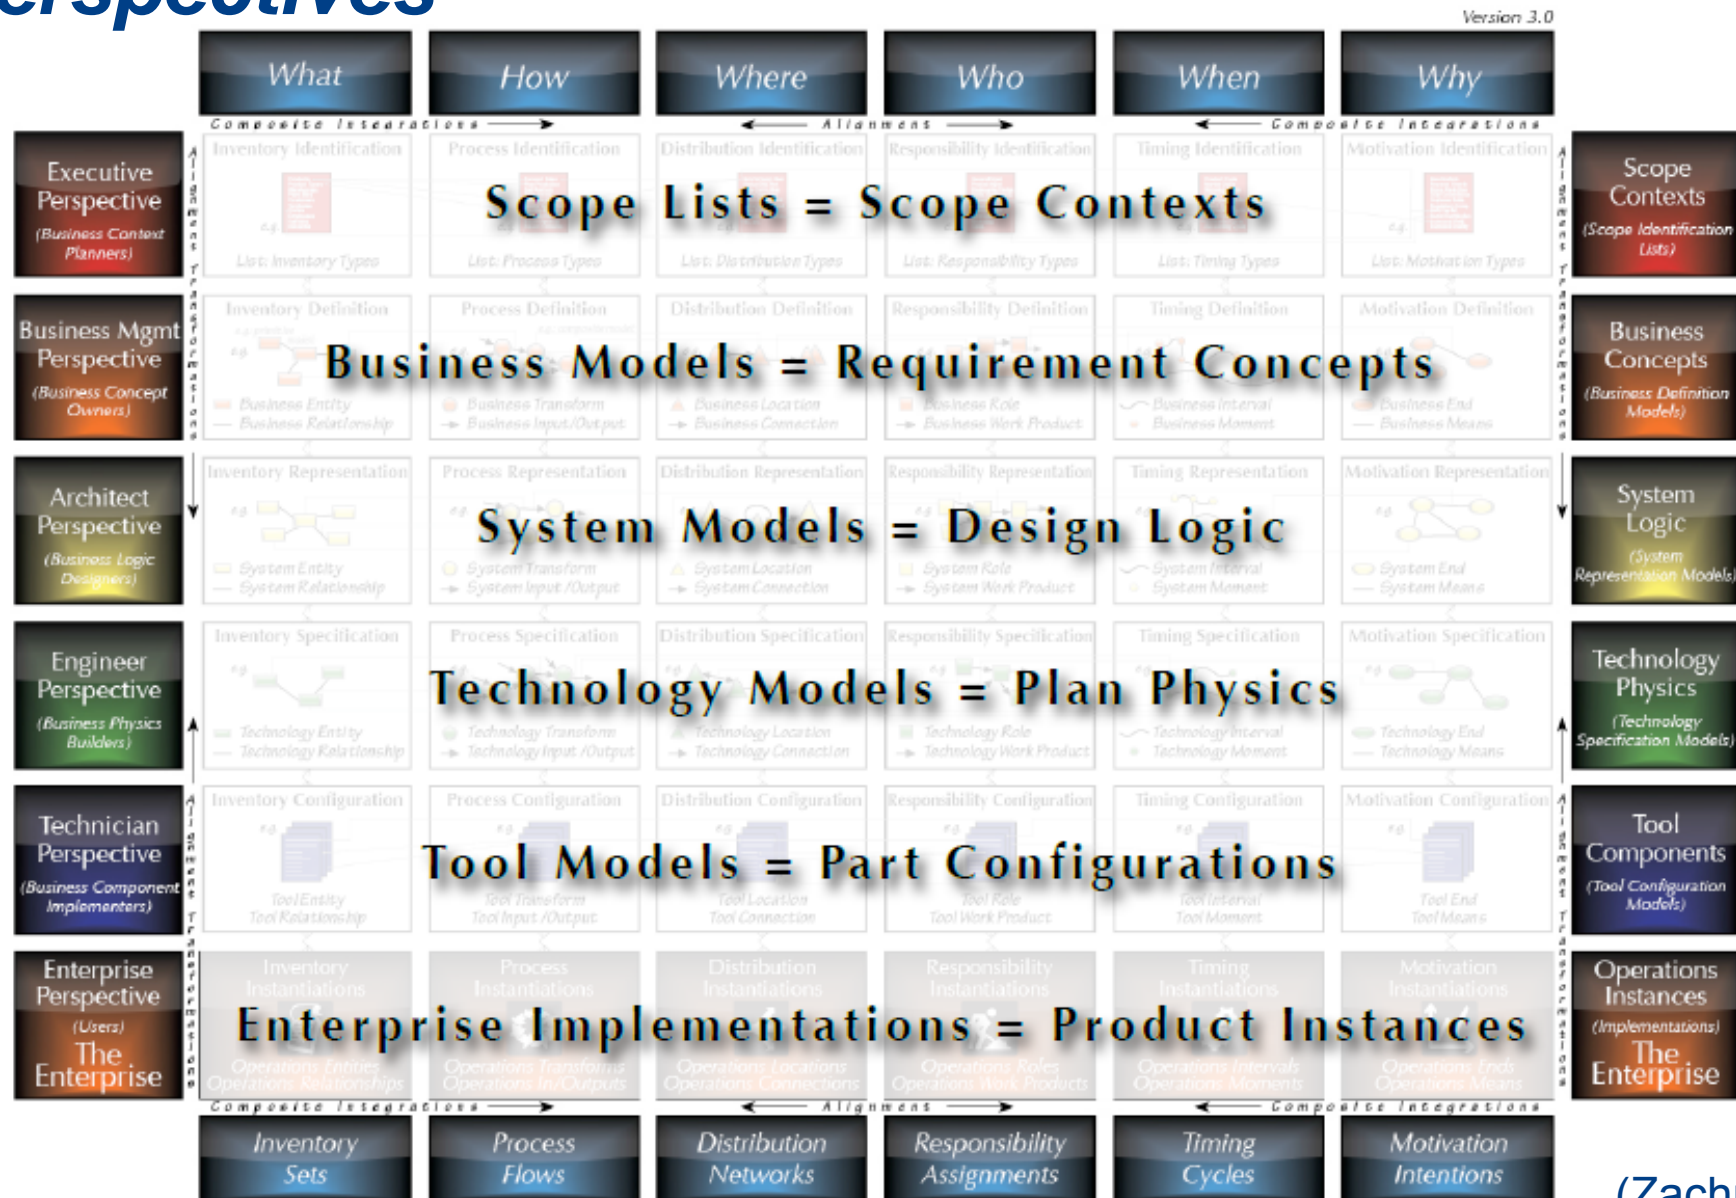 erspectives
Version 3.0
What How Where Who When Why
Composite Integrations Alignment Composite Integrations
Executive
Perspective
(Business Context
Planners)
Alignment Transformations
Inventory Identification Process Identification Distribution Identification Responsibility Identification Timing Identification Motivation Identification
Scope Lists = Scope Contexts
e.g. e.g.
List: Inventory Types List: Process Types List: Distribution Types List: Responsibility Types List: Timing Types List: Motivation Types
Alignment Transformations
Scope
Contexts
(Scope Identification
Lists)
Business Mgmt
Perspective
(Business Concept
Owners)
Inventory Definition Process Definition Distribution Definition Responsibility Definition Timing Definition Motivation Definition
Business Models = Requirement Concepts
Business Entity Business Transform Business Location Business Role Business Interval Business End
Business Relationship Business Input/Output Business Connection Business Work Product Business Moment Business Means
Business
Concepts
(Business Definition
Models)
Architect
Perspective
(Business Logic
Designers)
Inventory Representation Process Representation Distribution Representation Responsibility Representation Timing Representation Motivation Representation
System Models = Design Logic
System Entity System Transform System Location System Role System Interval System End
System Relationship System Input /Output System Connection System Work Product System Moment System Means
System
Logic
(System
Representation Models)
Engineer
Perspective
(Business Physics
Builders)
Inventory Specification Process Specification Distribution Specification Responsibility Specification Timing Specification Motivation Specification
Technology Models = Plan Physics
Technology Entity Technology Transform Technology Location Technology Role Technology Interval Technology End
Technology Relationship Technology Input /Output Technology Connection Technology Work Product Technology Moment Technology Means
Technology
Physics
(Technology
Specification Models)
Technician
Perspective
(Business Component
Implementers)
Alignment Transformations
Inventory Configuration Process Configuration Distribution Configuration Responsibility Configuration Timing Configuration Motivation Configuration
Tool Models = Part Configurations
Tool Entity Tool Transform Tool Location Tool Role Tool Interval Tool End
Tool Relationship Tool Input /Output Tool Connection Tool Work Product Tool Moment Tool Means
Alignment Transformations
Tool
Components
(Tool Configuration
Models)
Enterprise
Perspective
(Users)
The
Enterprise
Inventory Process Distribution Responsibility Timing Motivation
Instantiations Instantiations Instantiations Instantiations Instantiations Instantiations
Enterprise Implementations = Product Instances
Operations Entities Operations Transforms Operations Locations Operations Roles Operations Intervals Operations Ends
Operations Relationships Operations In/Outputs Operations Connections Operations Work Products Operations Moments Operations Means
Operations
Instances
(Implementations)
The
Enterprise
Composite Integrations Alignment Composite Integrations
Inventory Process Distribution Responsibility Timing Motivation
Sets Flows Networks Assignments Cycles Intentions
(Zach